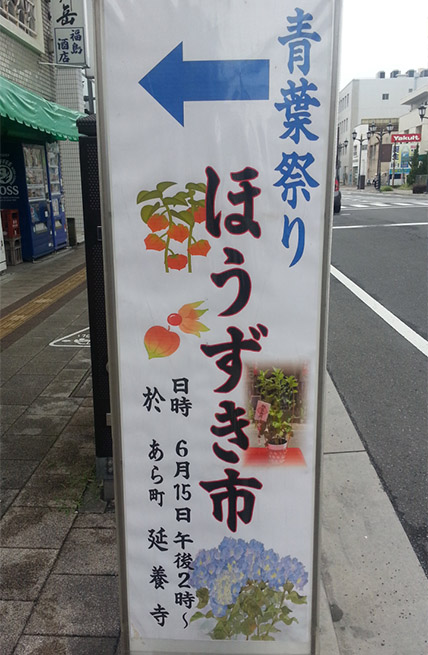 青葉祭り
ほうずき市
日時 6月15日午後2時～
於 あら町 延養寺
福島酒店
Yakult